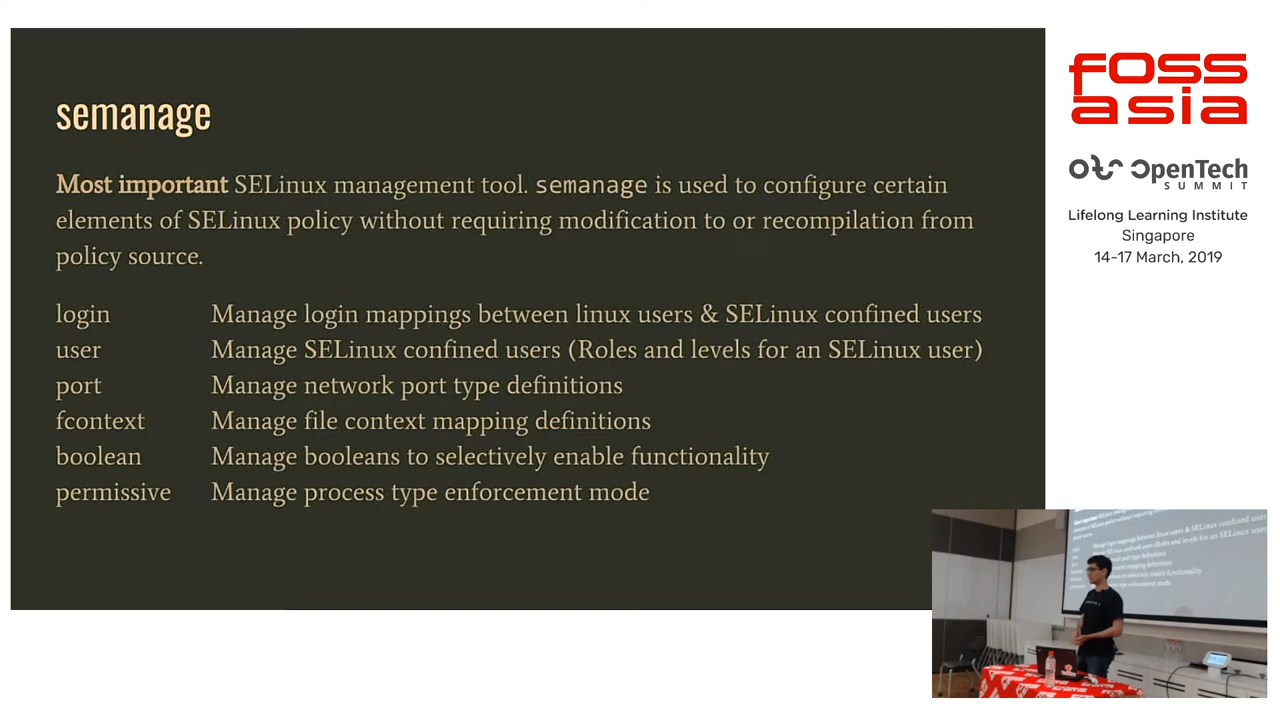 semanage
Most important SELinux management tool. semanage is used to configure certain
elements of SELinux policy without requiring modification to or recompilation from
policy source.
login Manage login mappings between linux users & SELinux confined users
user Manage SELinux confined users (Roles and levels for an SELinux user)
port Manage network port type definitions
fcontext Manage file context mapping definitions
boolean Manage booleans to selectively enable functionality
permissive Manage process type enforcement mode
FOSS
asia
OpenTech
SUMMIT
Lifelong Learning Institute
Singapore
14-17 March, 2019